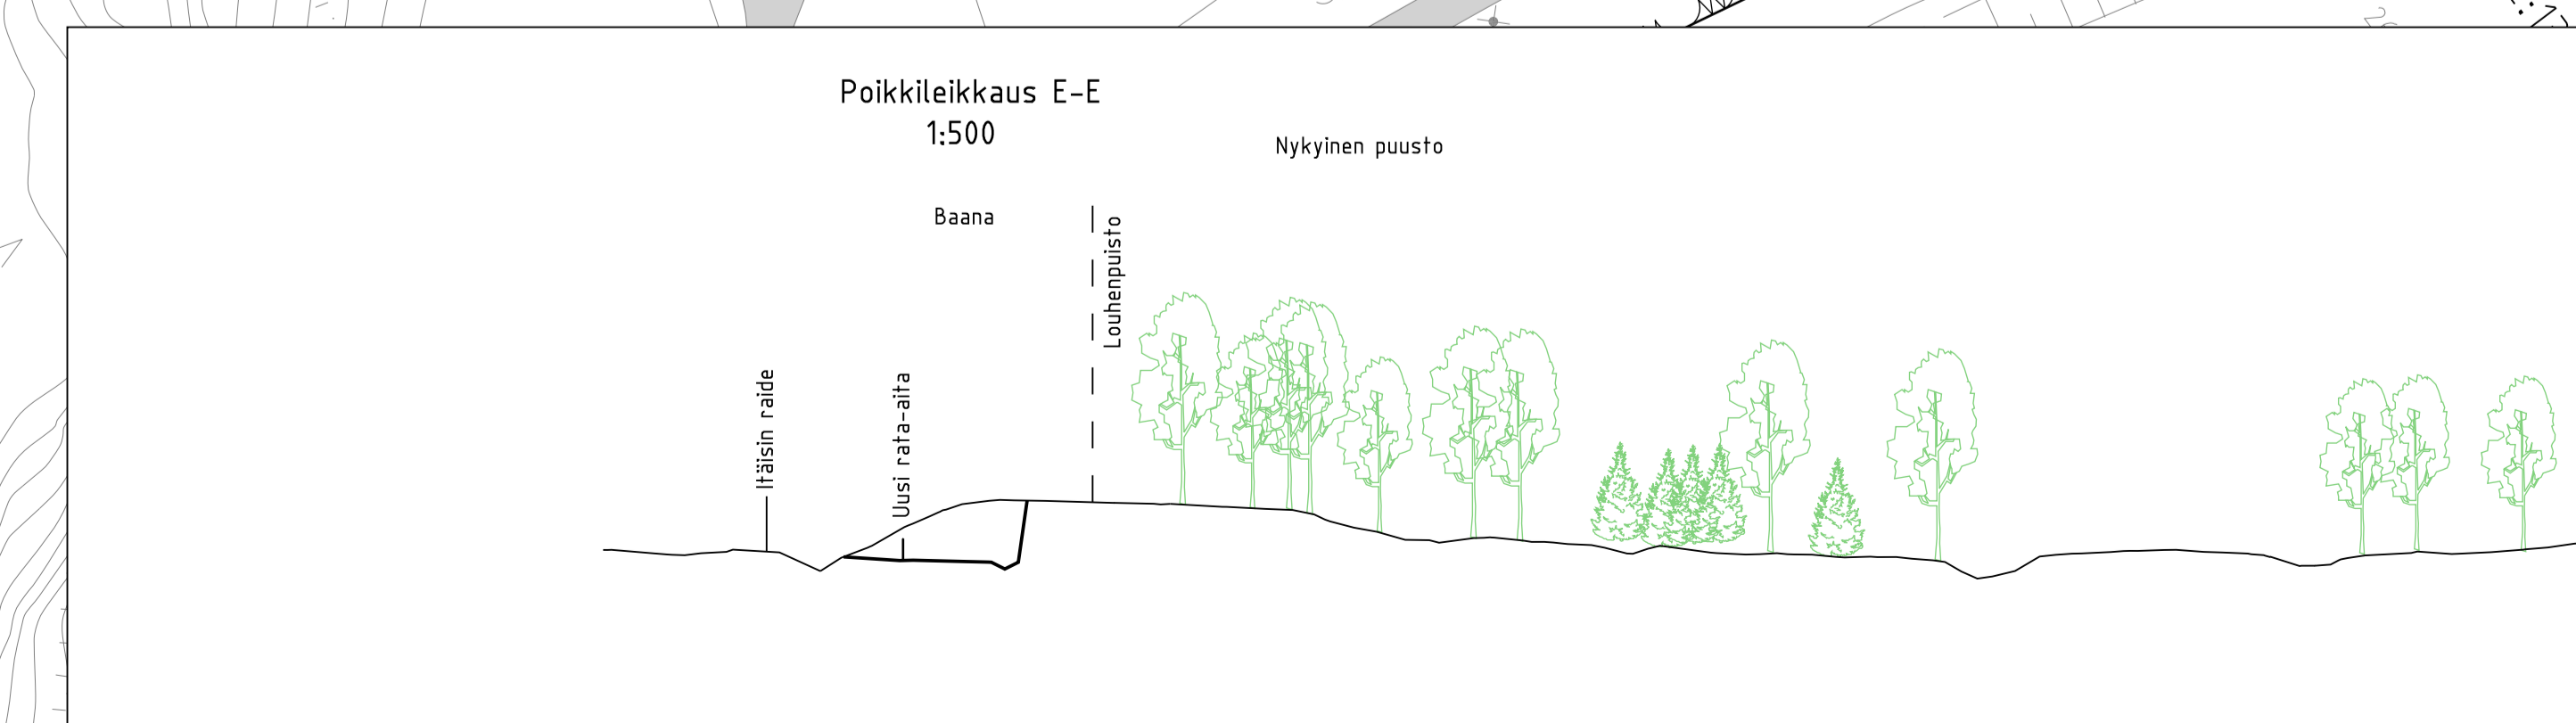 Poikkileikkaus E-E
1:500
Nykyinen puusto
Baana
Louhenpuisto
Itäisin raide
Uusi rata-aita